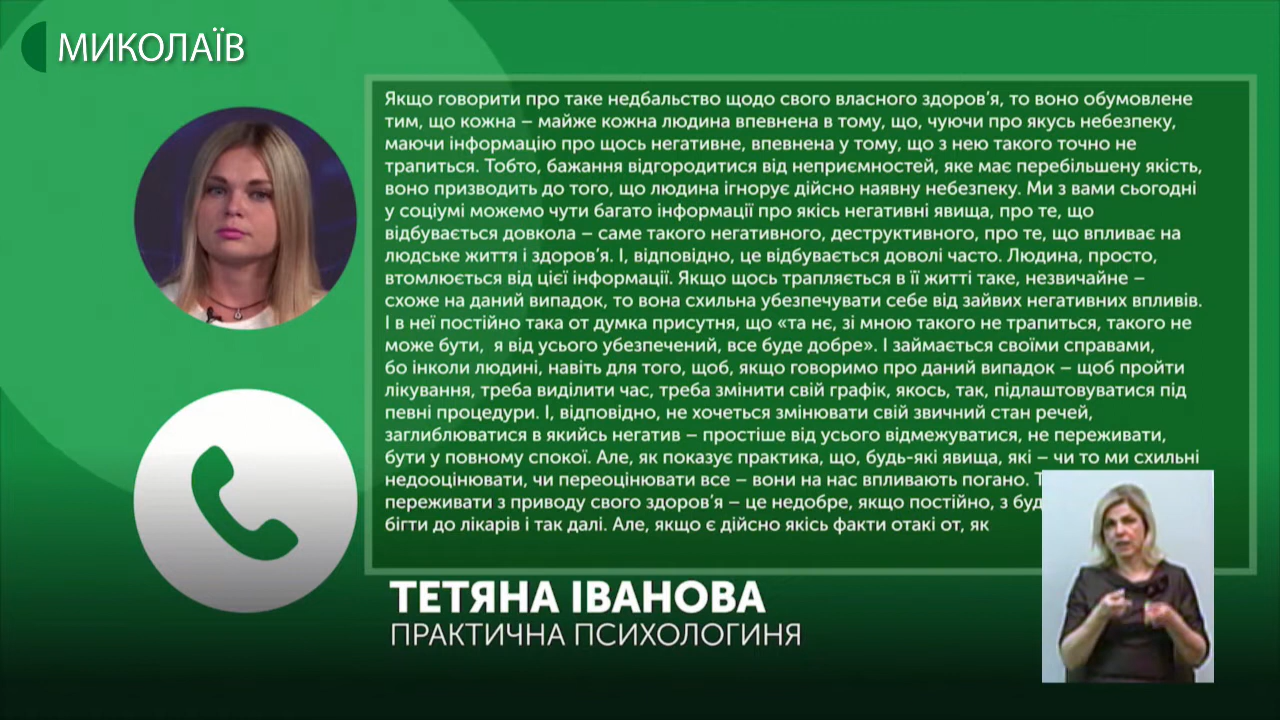 МИКОЛАЇВ
Якщо говорити про таке недбальство щодо свого власного здоров’я, то воно обумовлене
тим, що кожна – майже кожна людина впевнена в тому, що, чуючи про якусь небезпеку,
маючи інформацію про щось негативне, впевнена у тому, що з нею такого точно не
трапиться. Тобто, бажання відгородитися від неприємностей, яке має перебільшену якість,
воно призводить до того, що людина ігнорує дійсно наявну небезпеку. Ми з вами сьогодні
у соціумі можемо чути багато інформації про якісь негативні явища, про те, що
відбувається довкола – саме такого негативного, деструктивного, про те, що впливає на
людське життя і здоров’я. І, відповідно, це відбувається доволі часто. Людина, просто,
втомлюється від цієї інформації. Якщо щось трапляється в її житті таке, незвичайне –
схоже на даний випадок, то вона схильна убезпечувати себе від зайвих негативних впливів.
І в неї постійно така от думка присутня, що «та нє, зі мною такого не трапиться, такого не
може бути, я від усього убезпечений, все буде добре». І займається своїми справами,
бо інколи людині, навіть для того, щоб, якщо говоримо про даний випадок – щоб пройти
лікування, треба виділити час, треба змінити свій графік, якось, так, підлаштовуватися під
певні процедури. І, відповідно, не хочеться змінювати свій звичний стан речей,
заглиблюватися в якийсь негатив – простіше від усього відмежуватися, не переживати,
бути у повному спокої. Але, як показує практика, що, будь-які явища, які – чи то ми схильні
недооцінювати, чи переоцінювати все – вони на нас впливають погано.
переживати з приводу свого здоров’я – це недобре, якщо постійно, з
бігти до лікарів і так далі. Але, якщо є дійсно якісь факти отакі от, як
ТЕТЯНА ІВАНОВА
ПРАКТИЧНА ПСИХОЛОГИНЯ